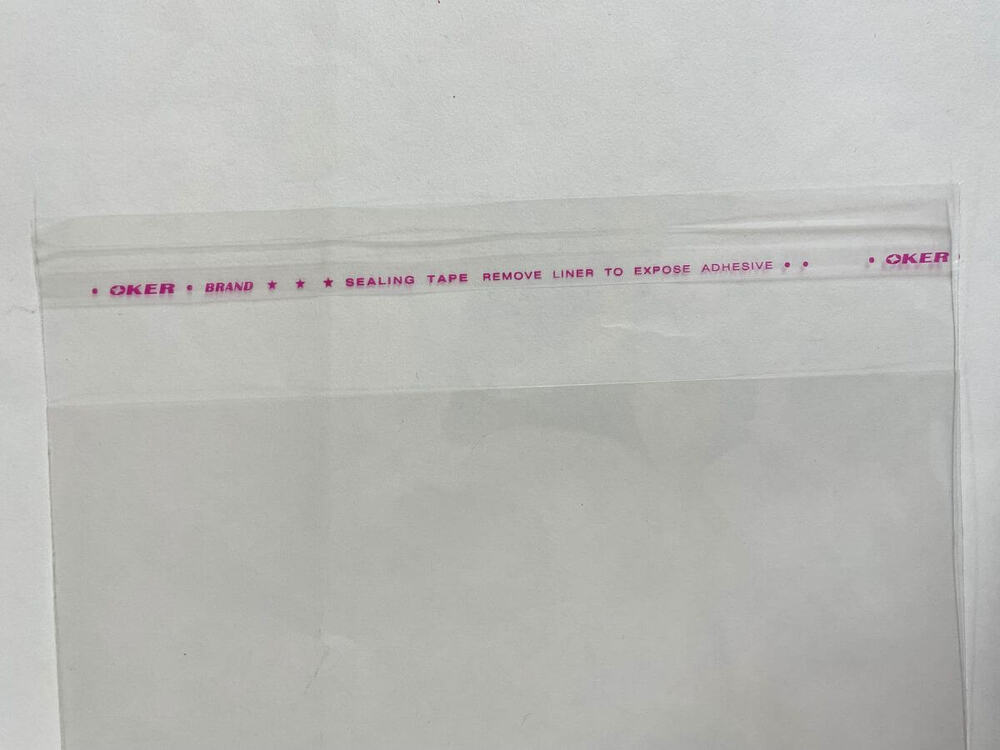 • OKER • BRAND ★ ★ ★ SEALING TAPE REMOVE LINER TO EXPOSE ADHESIVE • • • OKER